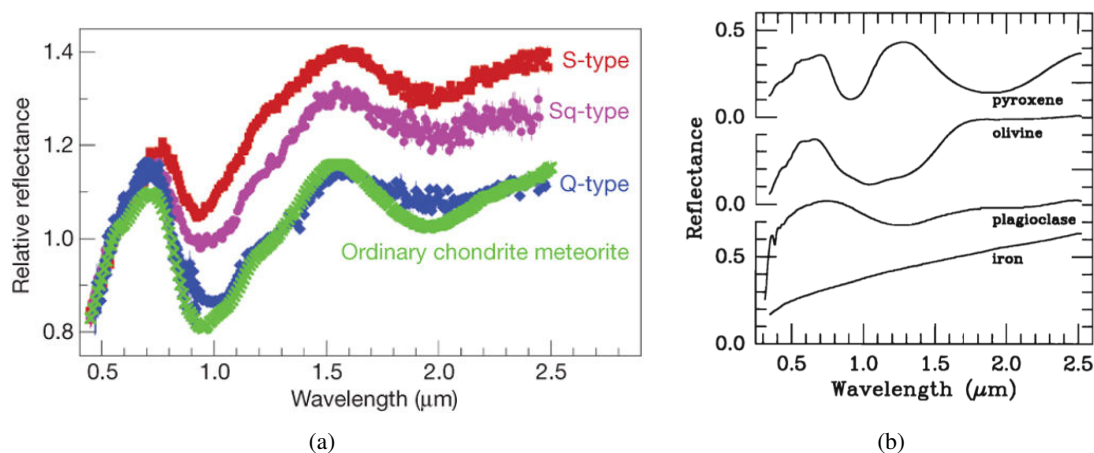 1.4
1.2
1.0
0.8
Relative reflectance
S-type
Sq-type
Q-type
Ordinary chondrite meteorite
0.5
1.0
1.5
2.0
2.5
Wavelength (μm)
(a)
0.5
0.0
0.0
0.5
0.0
Reflectance
pyroxene
olivine
plagioclase
iron
0.5
1.0
1.5
2.0
2.5
Wavelength (μm)
(b)